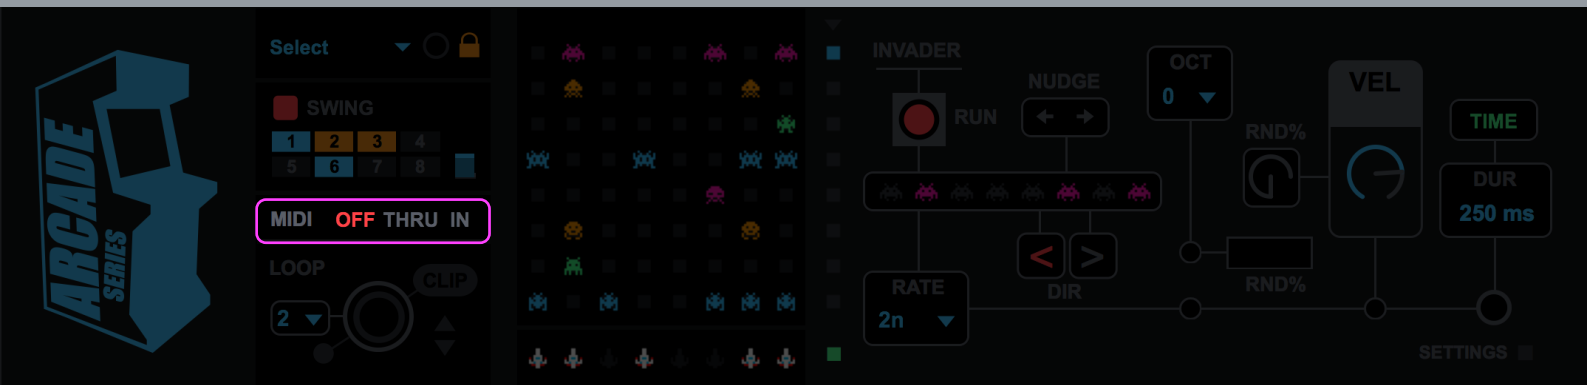 ARCADE
SERIES
Select
SWING
1 2 3 4
5 6 7 8
MIDI OFF THRU IN
LOOP
CLIP
2
INVADER
RUN
NUDGE
← →
OCT
0
RND%
VEL
TIME
DUR
250 ms
< >
DIR
RATE
2n
RND%
SETTINGS